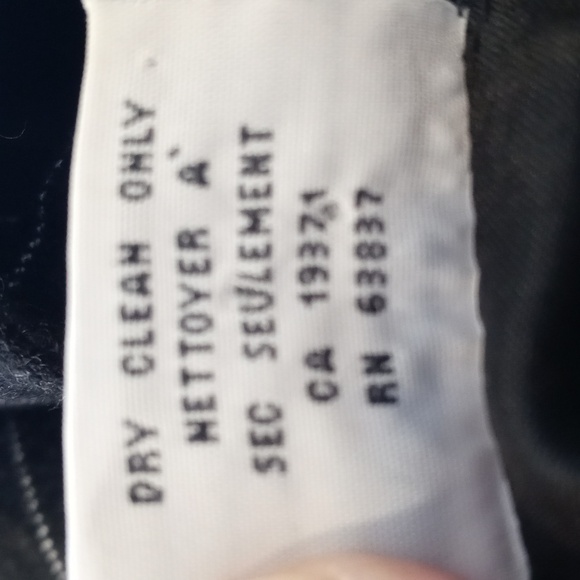 DRY CLEAN ONLY
NETTOYER A`
SEC SEULEMENT
CA 19371
RN 63837